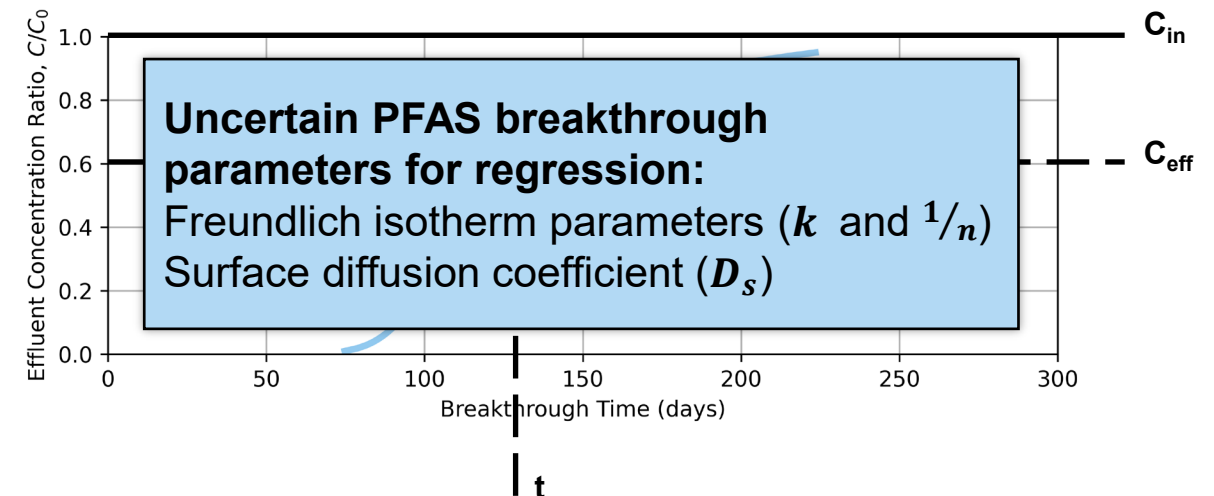 Effluent Concentration Ratio, C/C₀
1.0
0.8
0.6
0.4
0.2
0.0
C_in
C_eff
Uncertain PFAS breakthrough
parameters for regression:
Freundlich isotherm parameters (k and 1/n)
Surface diffusion coefficient (Dₛ)
0 50 100 150 200 250 300
Breakthrough Time (days)
t